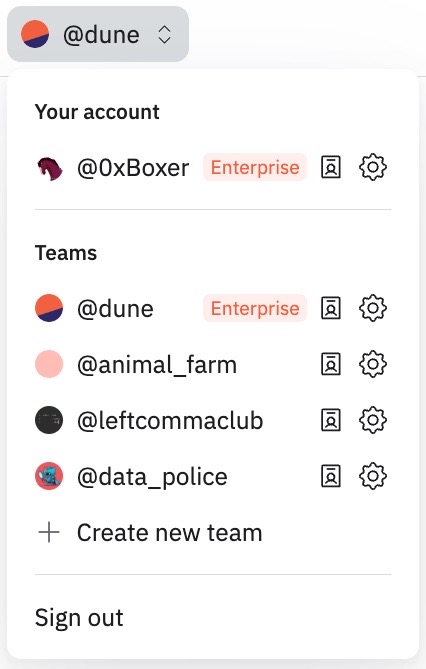 @dune
Your account
@0xBoxer Enterprise
Teams
@dune Enterprise
@animal_farm
@leftcommaclub
@data_police
Create new team
Sign out